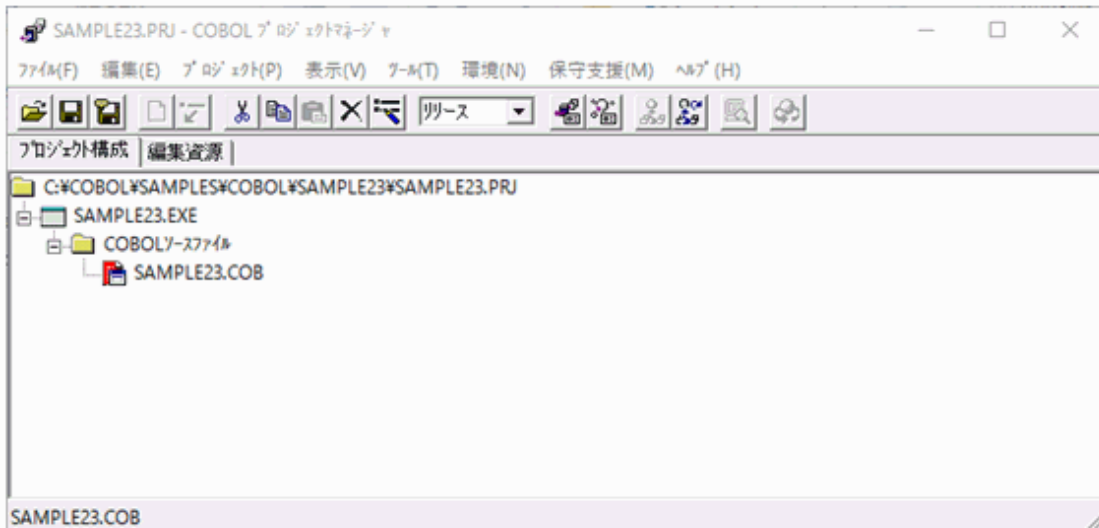 SAMPLE23.PRJ - COBOL プロジェクトマネージャ
ファイル(F) 編集(E) プロジェクト(P) 表示(V) ツール(T) 環境(N) 保守支援(M) ヘルプ(H)
リリース
プロジェクト構成 編集資源
C:¥COBOL¥SAMPLES¥COBOL¥SAMPLE23¥SAMPLE23.PRJ
SAMPLE23.EXE
COBOLソースファイル
SAMPLE23.COB
SAMPLE23.COB